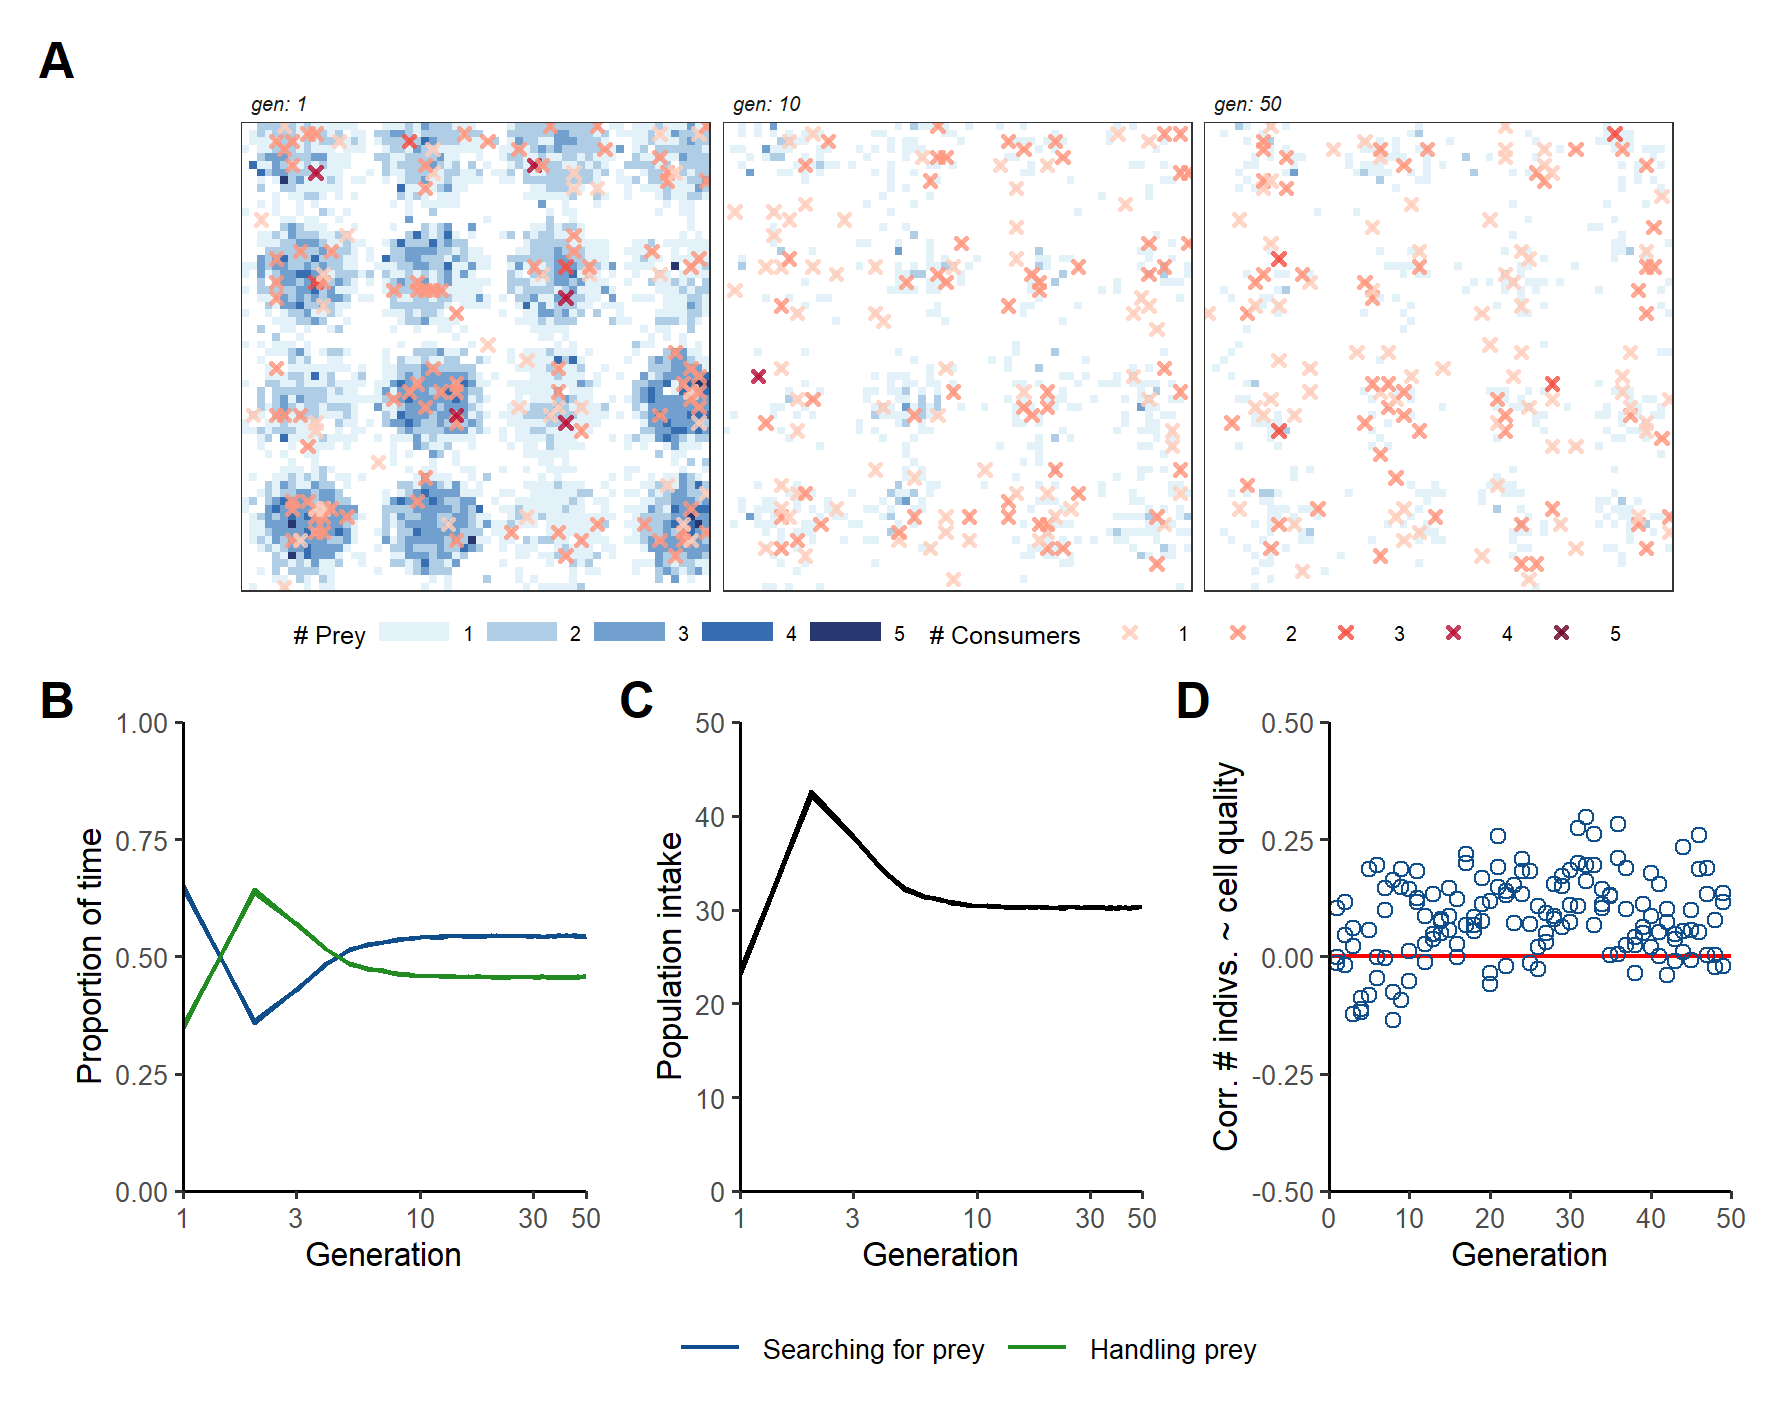 A
gen: 1
gen: 10
gen: 50
# Prey 1 2 3 4 5 # Consumers 1 2 3 4 5
B
1.00
0.75
0.50
0.25
0.00
Proportion of time
1 3 10 30 50
Generation
C
50
40
30
20
10
0
Population intake
1 3 10 30 50
Generation
D
0.50
0.25
0.00
-0.25
-0.50
Corr. # indivs. ~ cell quality
0 10 20 30 40 50
Generation
Searching for prey Handling prey